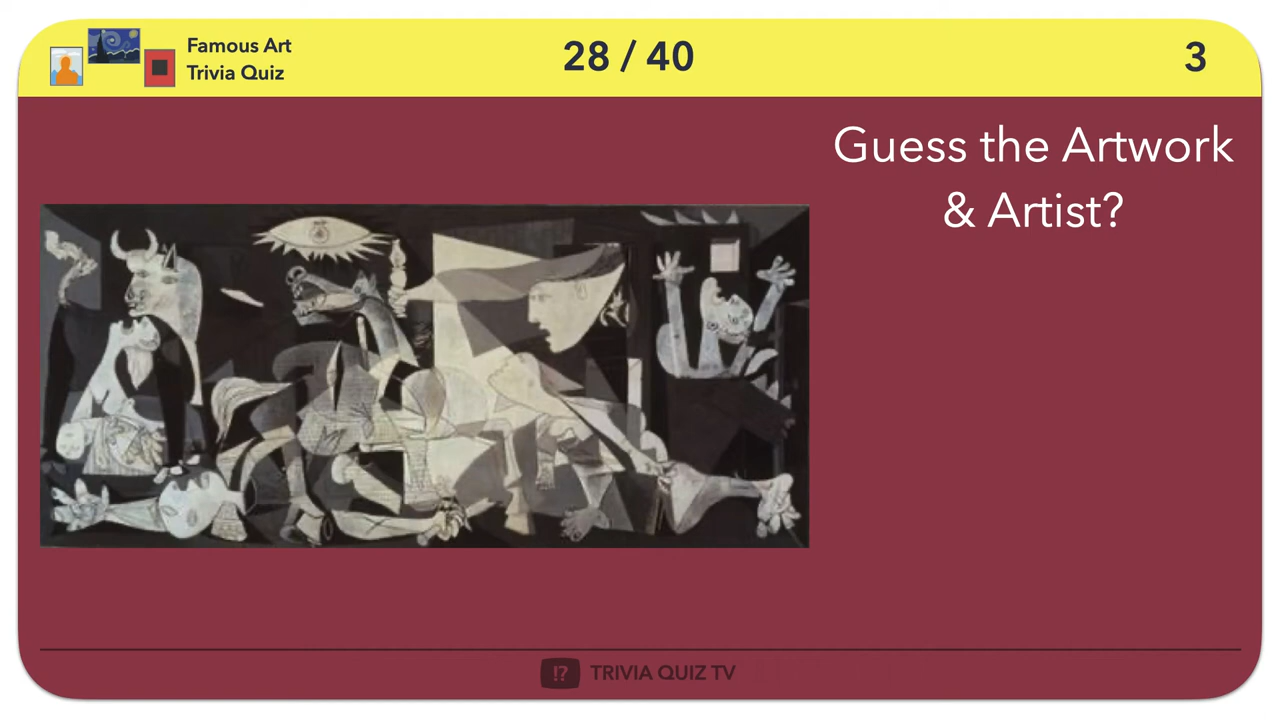 Famous Art
Trivia Quiz
28 / 40
3
Guess the Artwork
& Artist?
!?
TRIVIA QUIZ TV